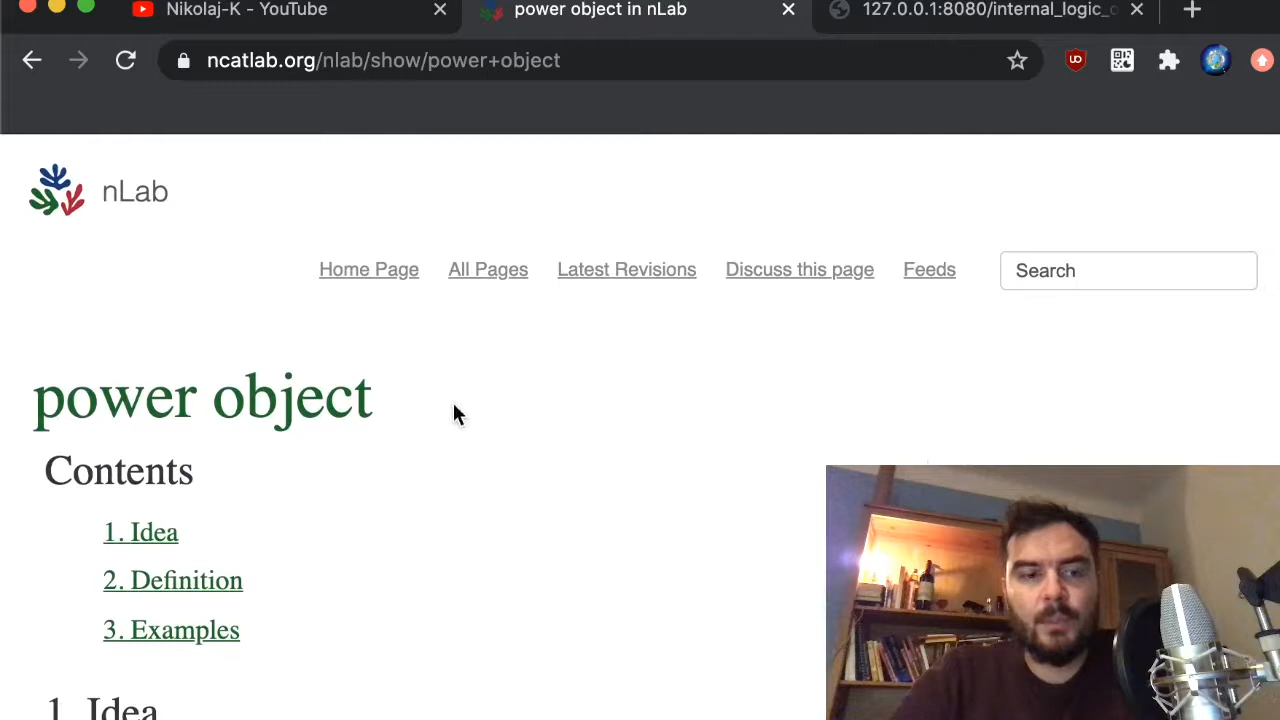 Nikolaj-K - YouTube
power object in nLab
127.0.0.1:8080/internal_logic_o
ncatlab.org/nlab/show/power+object
UO
nLab
Home Page
All Pages
Latest Revisions
Discuss this page
Feeds
Search
power object
Contents
1. Idea
2. Definition
3. Examples
1. Idea